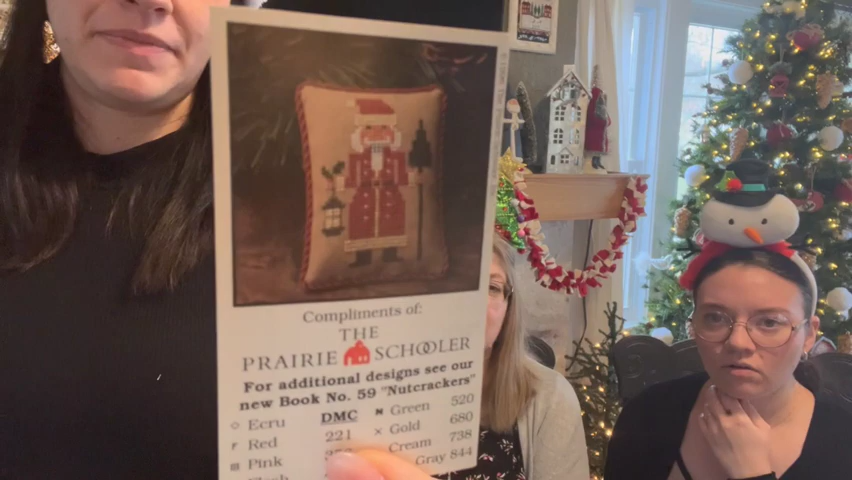 Compliments of:
THE
PRAIRIE SCHOOLER
For additional designs see our
new Book No. 59 "Nutcrackers"
DMC
Ecru N Green 520
Red 221 × Gold 680
Pink Cream 738
Gray 844